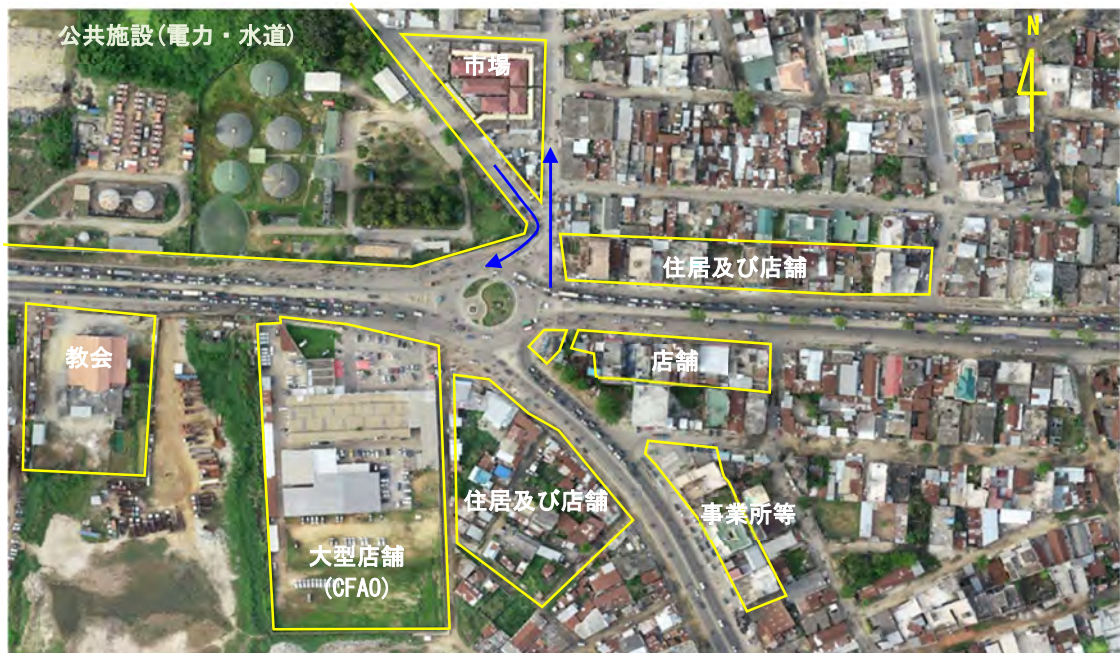 公共施設(電力・水道)
市場
N
住居及び店舗
教会
店舗
住居及び店舗
事業所等
大型店舗
(CFAO)